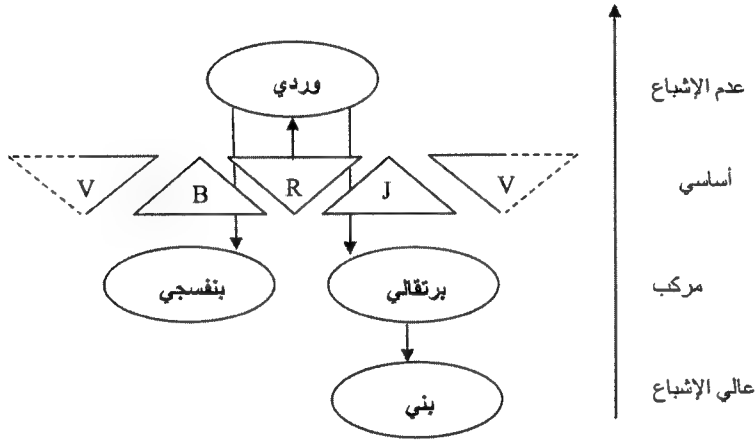 وردي
عدم الإشباع
V B R J V
أساسي
بنفسجي
برتقالي
مركب
بني
عالي الإشباع